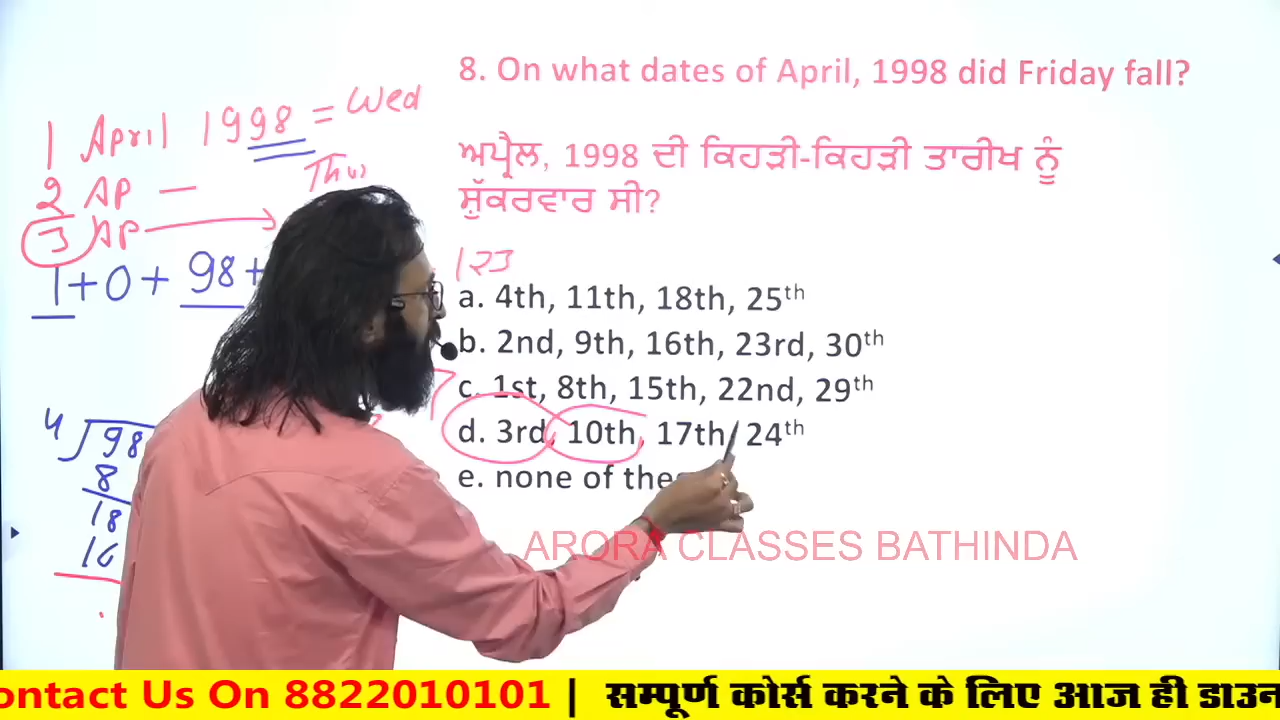 8. On what dates of April, 1998 did Friday fall?
1 April 1998 = Wed
ਅਪ੍ਰੈਲ, 1998 ਦੀ ਕਿਹੜੀ-ਕਿਹੜੀ ਤਾਰੀਖ ਨੂੰ
ਸ਼ੁੱਕਰਵਾਰ ਸੀ?
2 AP — Thu
3 AP
1+0+98+
123
a. 4th, 11th, 18th, 25th
b. 2nd, 9th, 16th, 23rd, 30th
c. 1st, 8th, 15th, 22nd, 29th
d. 3rd, 10th, 17th, 24th
e. none of
4 98
8
18
16
ARORA CLASSES BATHINDA
ontact Us On 8822010101 | सम्पूर्ण कोर्स करने के लिए आज ही